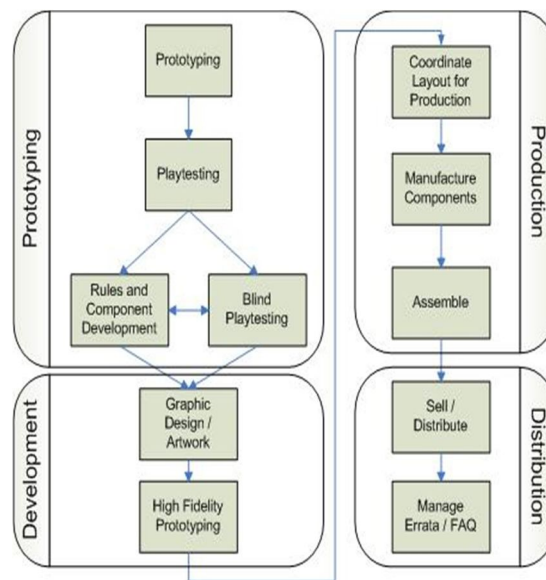 Prototyping
Prototyping
Playtesting
Rules and
Component
Development
Blind
Playtesting
Development
Graphic
Design /
Artwork
High Fidelity
Prototyping
Production
Coordinate
Layout for
Production
Manufacture
Components
Assemble
Distribution
Sell /
Distribute
Manage
Errata / FAQ